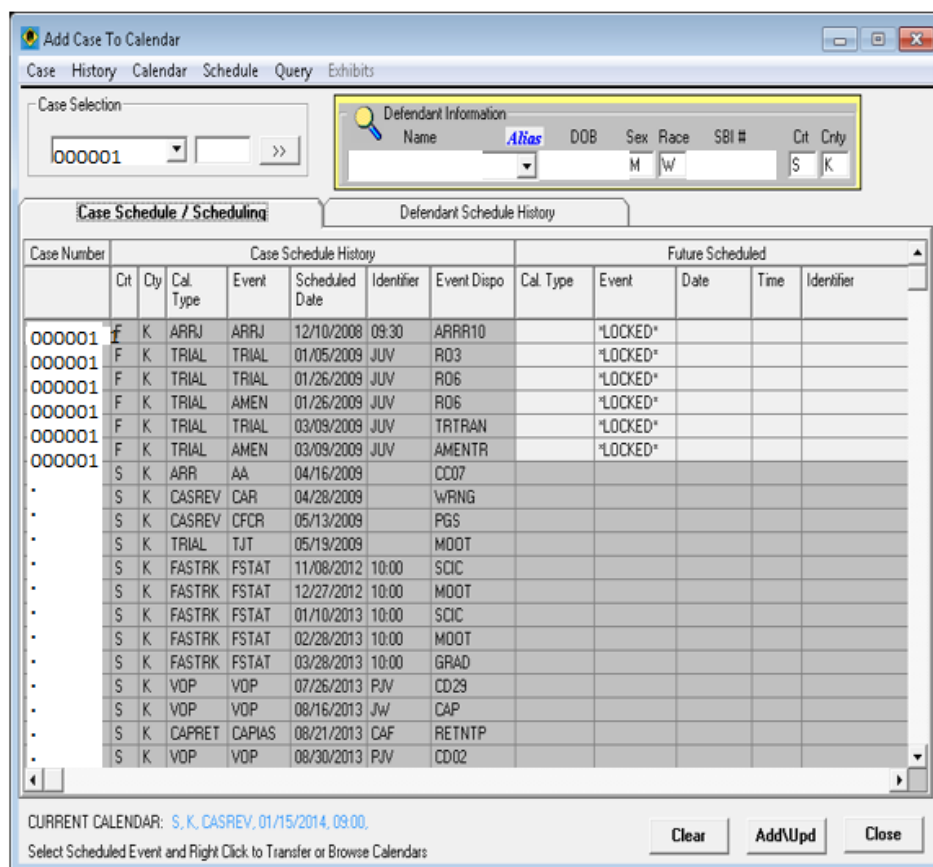 Add Case To Calendar
Case History Calendar Schedule Query Exhibits
Case Selection
000001 >>
Defendant Information
Name Alias DOB Sex Race SBI # Crt Cnty
M W S K
Case Schedule / Scheduling Defendant Schedule History
Case Number Case Schedule History Future Scheduled
Crt Cty Cal. Type Event Scheduled Date Identifier Event Dispo Cal. Type Event Date Time Identifier
000001 F K ARRJ ARRJ 12/10/2008 09:30 ARRR10 *LOCKED*
000001 F K TRIAL TRIAL 01/05/2009 JUV RO3 *LOCKED*
000001 F K TRIAL TRIAL 01/26/2009 JUV RO6 *LOCKED*
000001 F K TRIAL AMEN 01/26/2009 JUV RO6 *LOCKED*
000001 F K TRIAL TRIAL 03/09/2009 JUV TRTRAN *LOCKED*
000001 F K TRIAL AMEN 03/09/2009 JUV AMENTR *LOCKED*
S K ARR AA 04/16/2009 CC07
S K CASREV CAR 04/28/2009 WRNG
S K CASREV CFCR 05/13/2009 PGS
S K TRIAL TJT 05/19/2009 MOOT
S K FASTRK FSTAT 11/08/2012 10:00 SCIC
S K FASTRK FSTAT 12/27/2012 10:00 MOOT
S K FASTRK FSTAT 01/10/2013 10:00 SCIC
S K FASTRK FSTAT 02/28/2013 10:00 MOOT
S K FASTRK FSTAT 03/28/2013 10:00 GRAD
S K VOP VOP 07/26/2013 PJV CD29
S K VOP VOP 08/16/2013 JW CAP
S K CAPRET CAPIAS 08/21/2013 CAF RETNTP
S K VOP VOP 08/30/2013 PJV CD02
CURRENT CALENDAR: S, K, CASREV, 01/15/2014, 09:00,
Select Scheduled Event and Right Click to Transfer or Browse Calendars
Clear Add\Upd Close